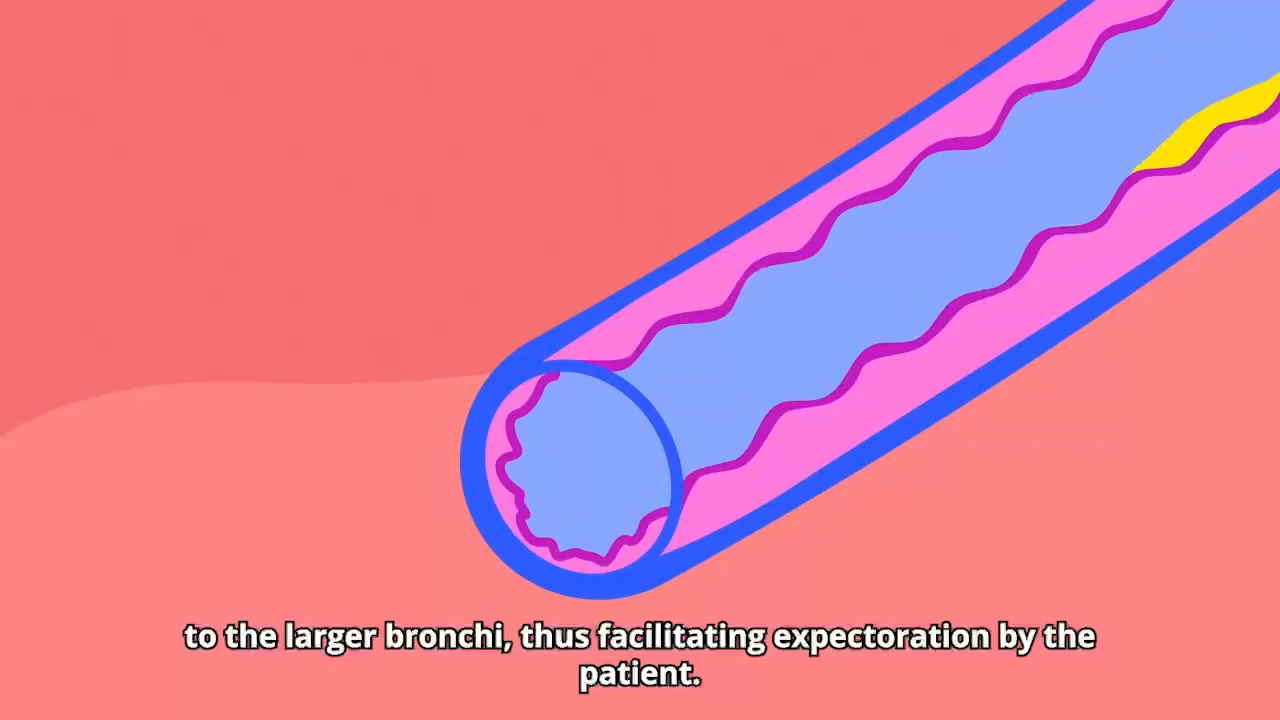 to the larger bronchi, thus facilitating expectoration by the
patient.